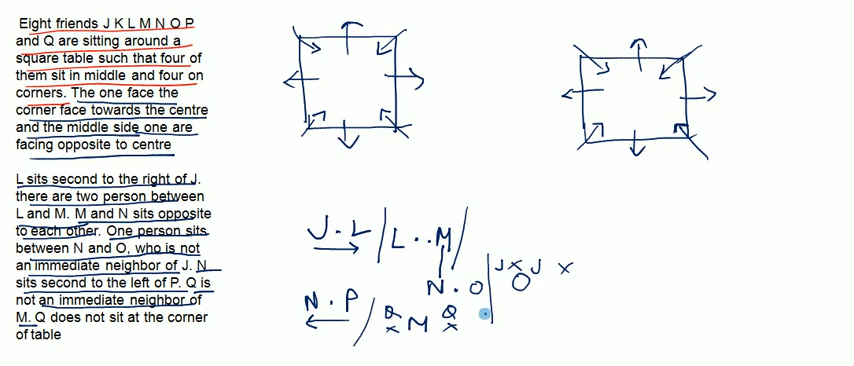 Eight friends J K L M N O P
and Q are sitting around a
square table such that four of
them sit in middle and four on
corners. The one face the
corner face towards the centre
and the middle side one are
facing opposite to centre
L sits second to the right of J.
there are two person between
L and M. M and N sits opposite
to each other. One person sits
between N and O, who is not
an immediate neighbor of J. N
sits second to the left of P. Q is
not an immediate neighbor of
M. Q does not sit at the corner
of table
J . L / L . . M /
N . O | J x J x
O
N . P / Q M Q
x x